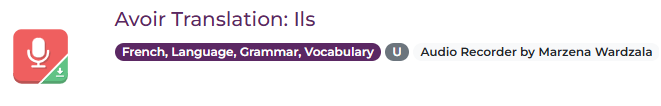 Avoir Translation: Ils
French, Language, Grammar, Vocabulary U Audio Recorder by Marzena Wardzala